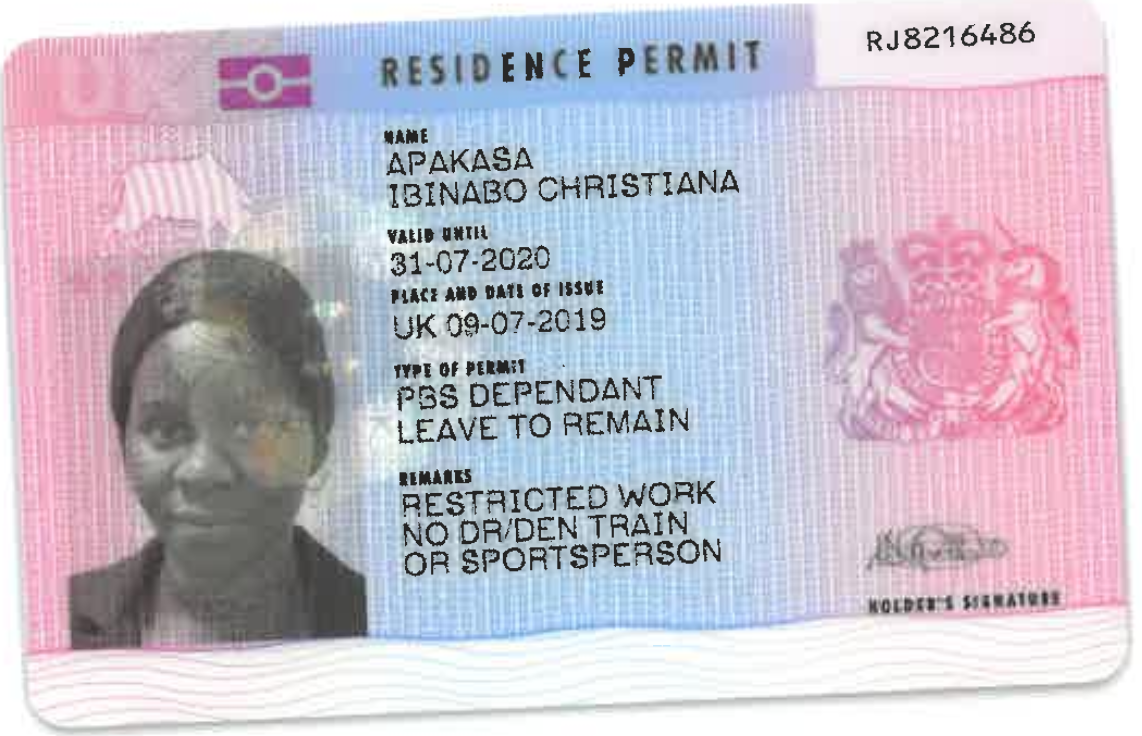 RESIDENCE PERMIT
RJ8216486
NAME
APAKASA
IBINABO CHRISTIANA
VALID UNTIL
31-07-2020
PLACE AND DATE OF ISSUE
UK 09-07-2019
TYPE OF PERMIT
PBS DEPENDANT
LEAVE TO REMAIN
REMARKS
RESTRICTED WORK
NO DR/DEN TRAIN
OR SPORTSPERSON
HOLDER'S SIGNATURE